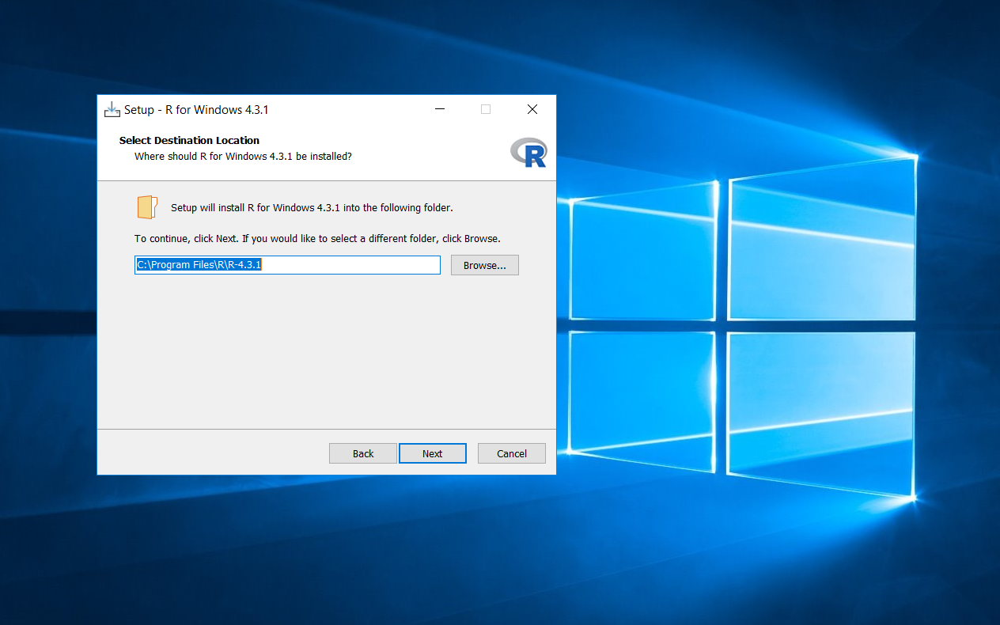 Setup - R for Windows 4.3.1
Select Destination Location
Where should R for Windows 4.3.1 be installed?
R
Setup will install R for Windows 4.3.1 into the following folder.
To continue, click Next. If you would like to select a different folder, click Browse.
C:\Program Files\R\R-4.3.1
Browse...
Back
Next
Cancel